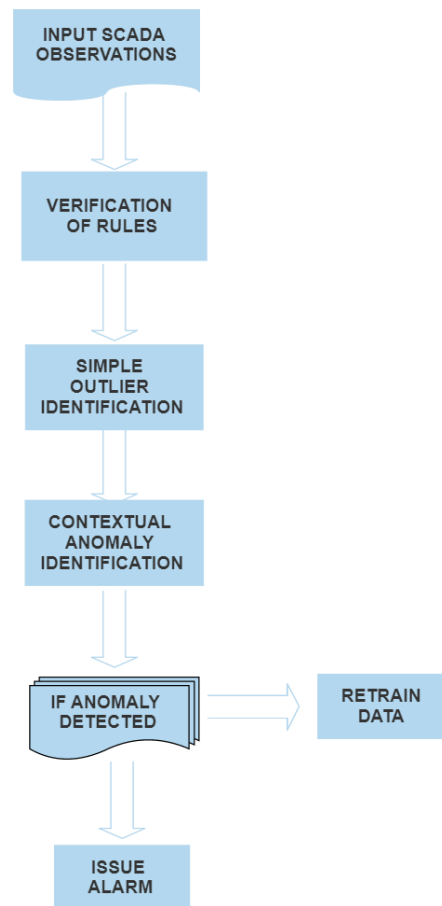 INPUT SCADA
OBSERVATIONS
VERIFICATION
OF RULES
SIMPLE
OUTLIER
IDENTIFICATION
CONTEXTUAL
ANOMALY
IDENTIFICATION
IF ANOMALY
DETECTED
RETRAIN
DATA
ISSUE
ALARM